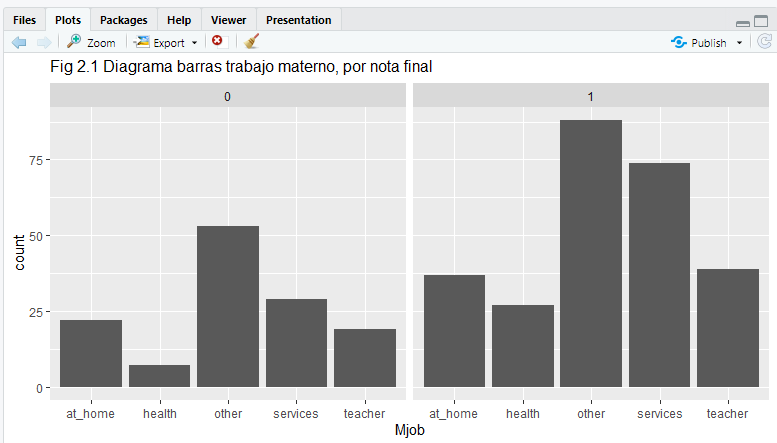 Files Plots Packages Help Viewer Presentation
Zoom Export Publish
Fig 2.1 Diagrama barras trabajo materno, por nota final
0 1
75
50
25
0
count
at_home health other services teacher at_home health other services teacher
Mjob